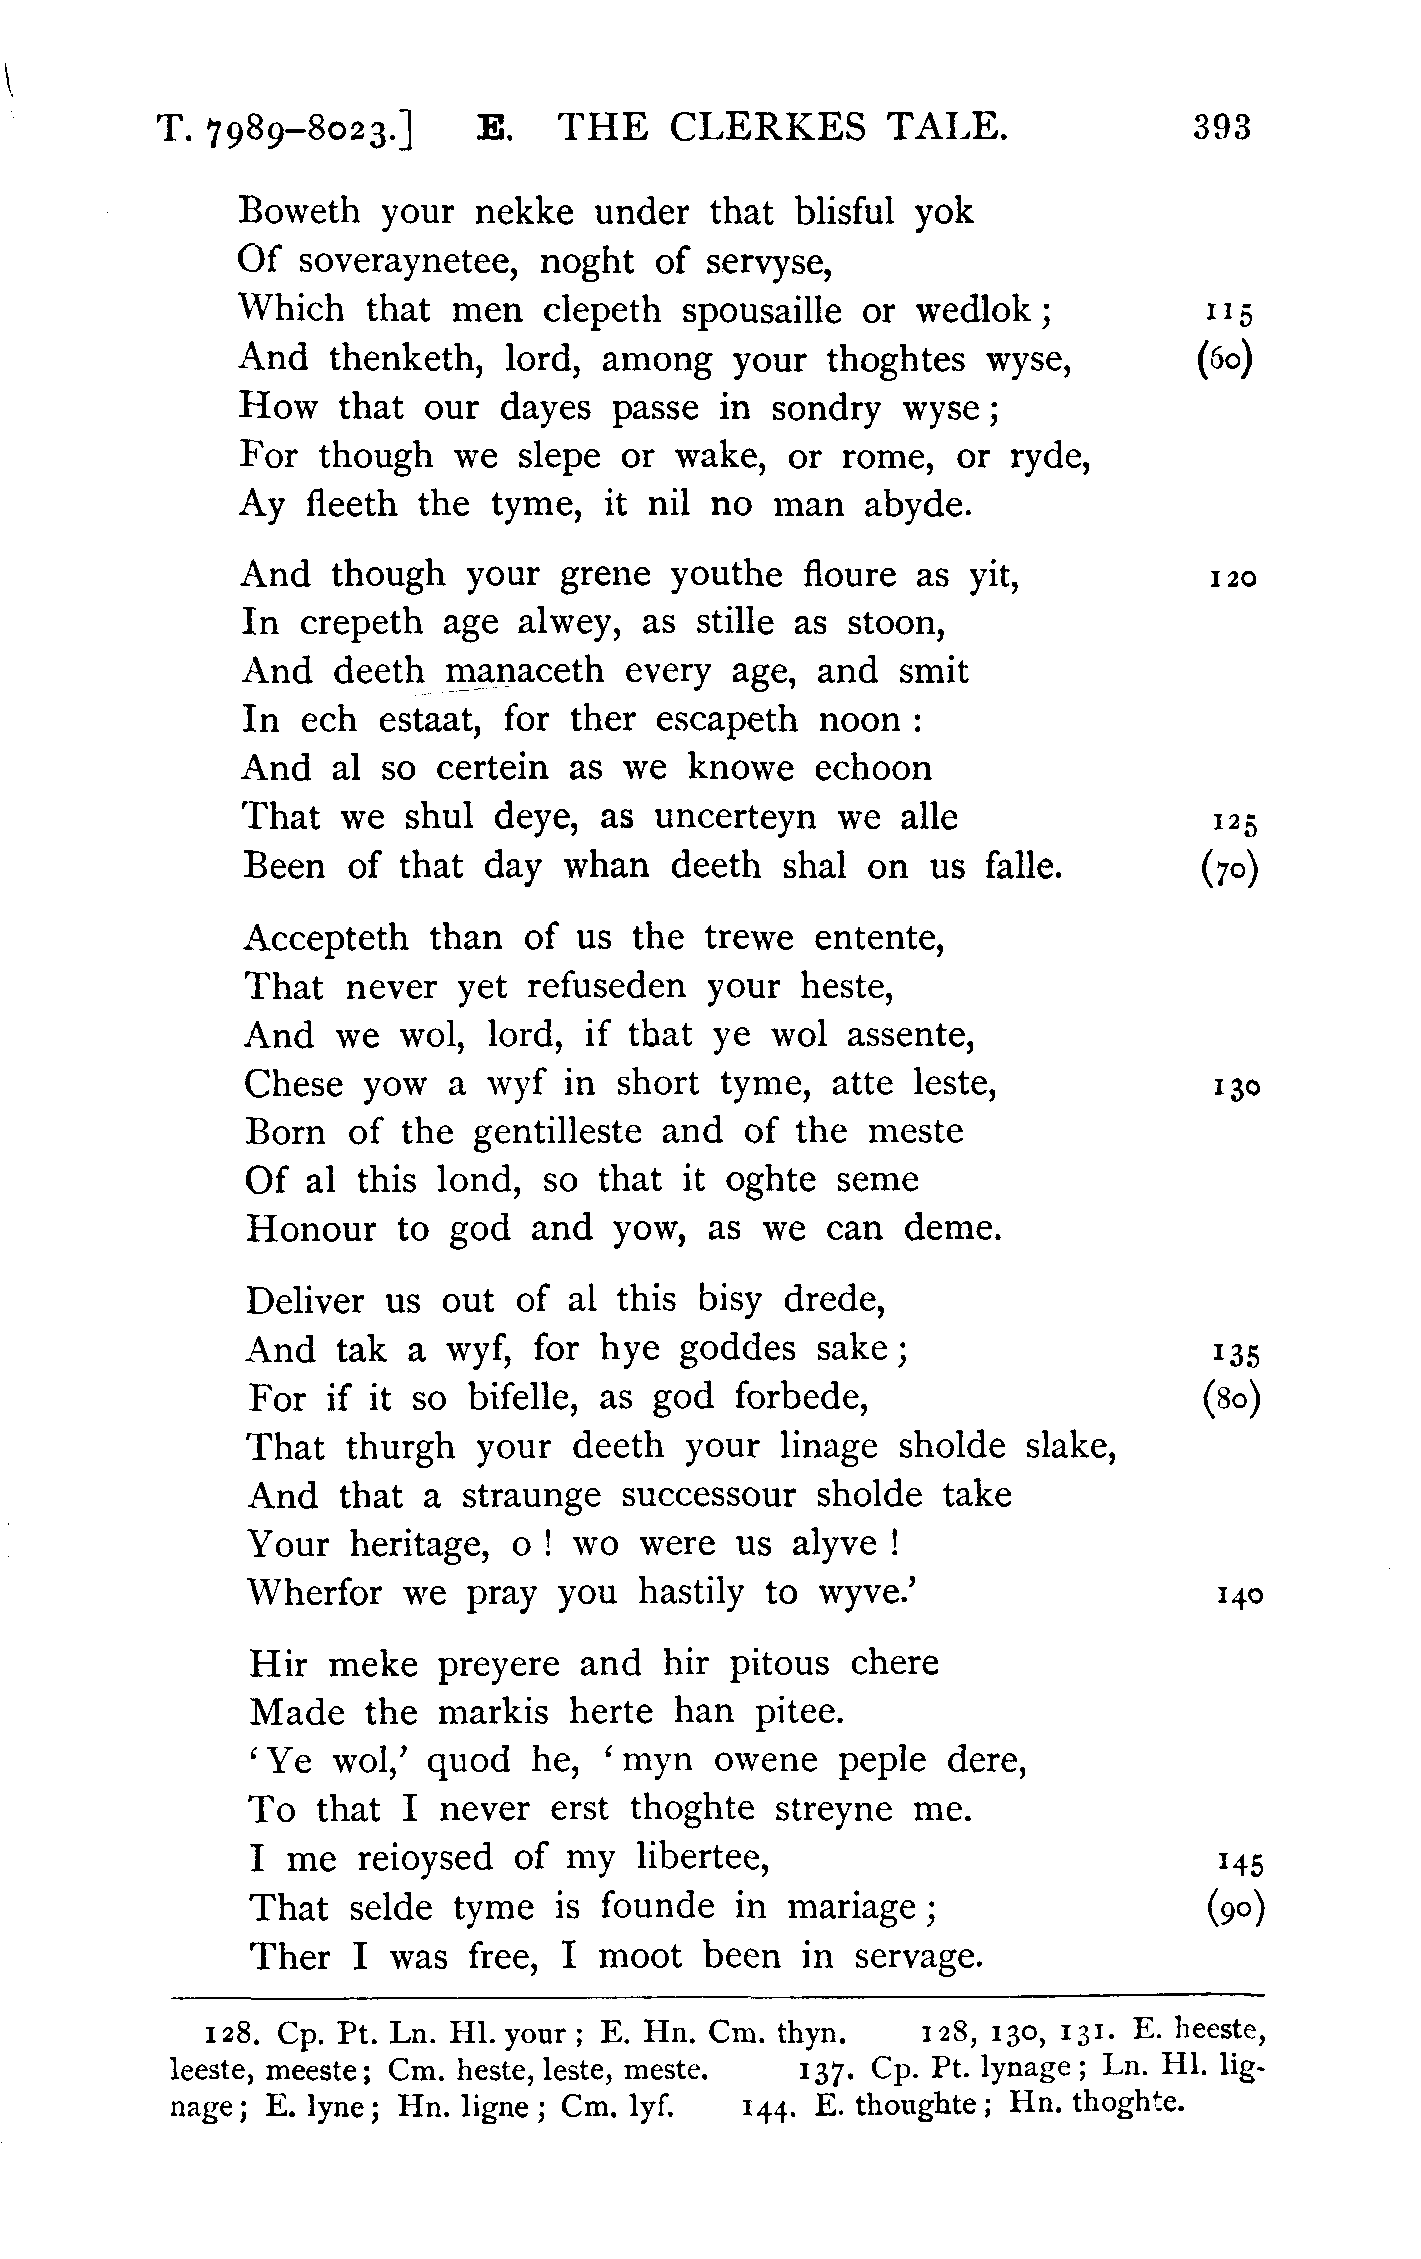 T. 7989–8023.] E. THE CLERKES TALE. 393
Boweth your nekke under that blisful yok
Of soveraynetee, noght of servyse,
Which that men clepeth spousaille or wedlok ; 115
And thenketh, lord, among your thoghtes wyse, (60)
How that our dayes passe in sondry wyse ;
For though we slepe or wake, or rome, or ryde,
Ay fleeth the tyme, it nil no man abyde.
And though your grene youthe floure as yit, 120
In crepeth age alwey, as stille as stoon,
And deeth manaceth every age, and smit
In ech estaat, for ther escapeth noon :
And al so certein as we knowe echoon
That we shul deye, as uncerteyn we alle 125
Been of that day whan deeth shal on us falle. (70)
Accepteth than of us the trewe entente,
That never yet refuseden your heste,
And we wol, lord, if that ye wol assente,
Chese yow a wyf in short tyme, atte leste, 130
Born of the gentilleste and of the meste
Of al this lond, so that it oghte seme
Honour to god and yow, as we can deme.
Deliver us out of al this bisy drede,
And tak a wyf, for hye goddes sake ; 135
For if it so bifelle, as god forbede, (80)
That thurgh your deeth your linage sholde slake,
And that a straunge successour sholde take
Your heritage, o ! wo were us alyve !
Wherfor we pray you hastily to wyve.’ 140
Hir meke preyere and hir pitous chere
Made the markis herte han pitee.
‘ Ye wol,’ quod he, ‘ myn owene peple dere,
To that I never erst thoghte streyne me.
I me reioysed of my libertee, 145
That selde tyme is founde in mariage ; (90)
Ther I was free, I moot been in servage.
128. Cp. Pt. Ln. Hl. your ; E. Hn. Cm. thyn. 128, 130, 131. E. heeste,
leeste, meeste ; Cm. heste, leste, meste. 137. Cp. Pt. lynage ; Ln. Hl. lig-
nage ; E. lyne ; Hn. ligne ; Cm. lyf. 144. E. thoughte ; Hn. thoghte.